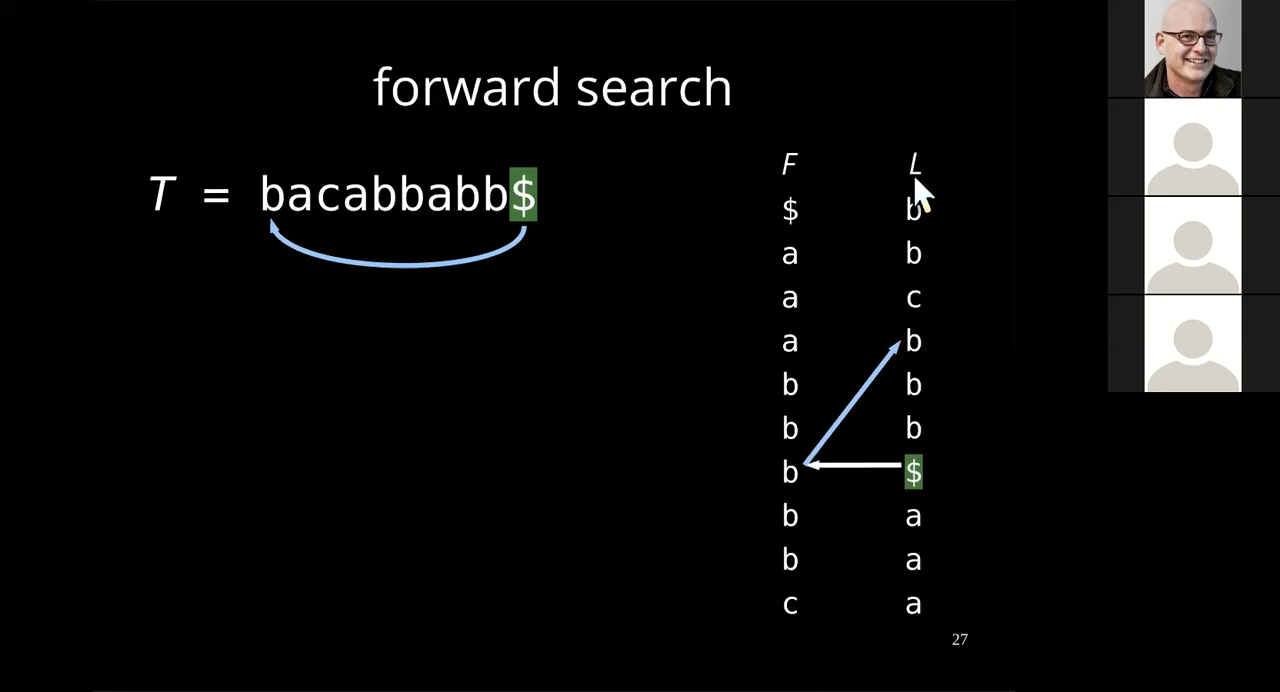 forward search
T = bacabbabb$
F L
$ b
a b
a c
a b
b b
b b
b $
b a
b a
c a
27